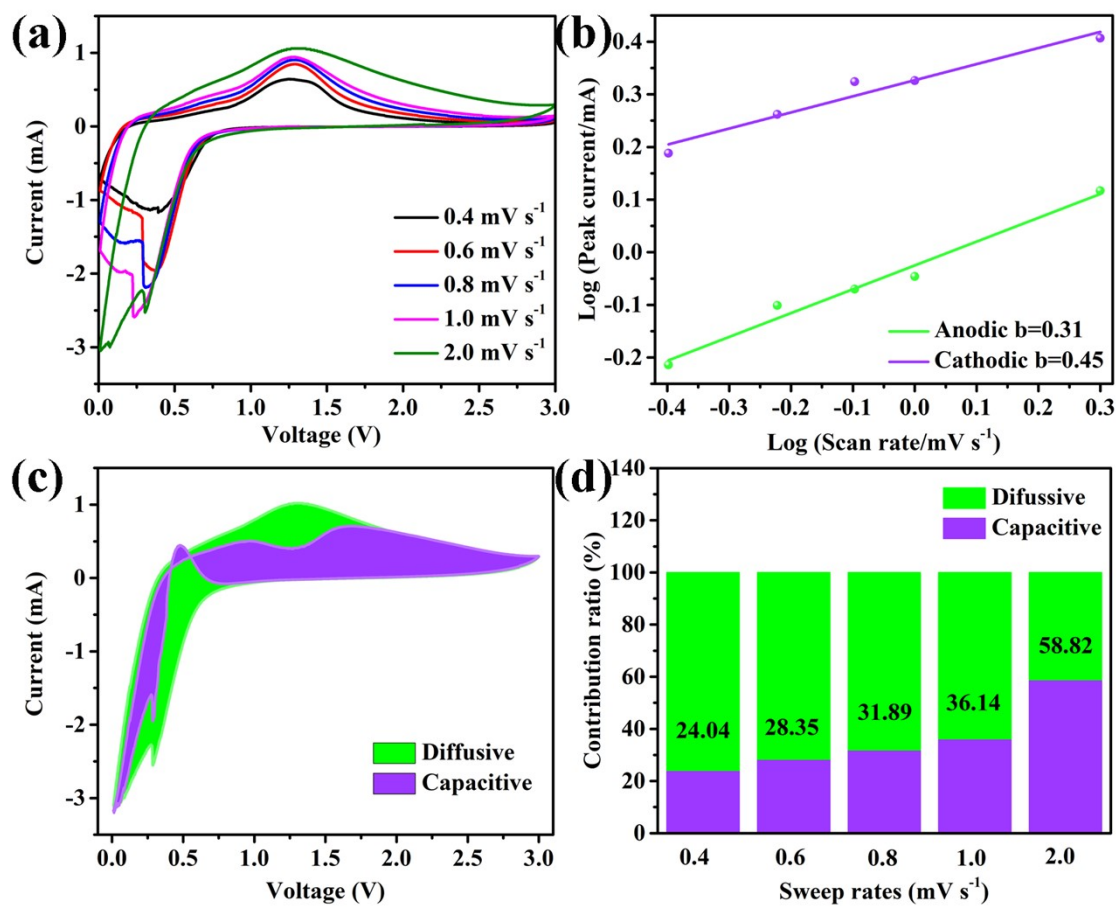 (a)
Current (mA)
1
0
-1
-2
-3
0.0 0.5 1.0 1.5 2.0 2.5 3.0
Voltage (V)
0.4 mV s⁻¹
0.6 mV s⁻¹
0.8 mV s⁻¹
1.0 mV s⁻¹
2.0 mV s⁻¹
(b)
Log (Peak current/mA)
0.4
0.3
0.2
0.1
0.0
-0.1
-0.2
-0.4 -0.3 -0.2 -0.1 0.0 0.1 0.2 0.3
Log (Scan rate/mV s⁻¹)
Anodic b=0.31
Cathodic b=0.45
(c)
Current (mA)
1
0
-1
-2
-3
0.0 0.5 1.0 1.5 2.0 2.5 3.0
Voltage (V)
Diffusive
Capacitive
(d)
Contribution ratio (%)
140
120
100
80
60
40
20
0
Difussive
Capacitive
24.04
28.35
31.89
36.14
58.82
0.4 0.6 0.8 1.0 2.0
Sweep rates (mV s⁻¹)